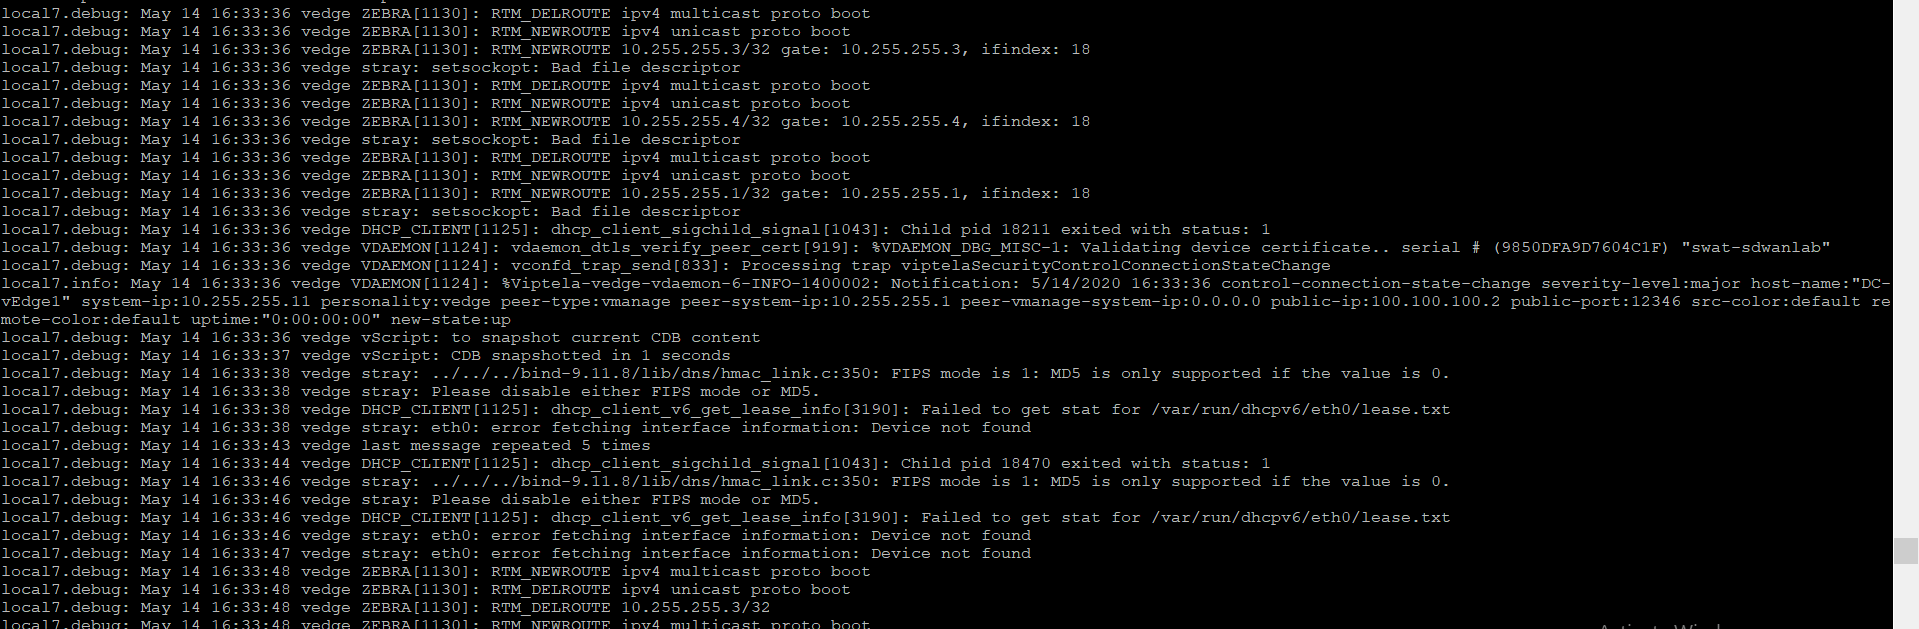 local7.debug: May 14 16:33:36 vedge ZEBRA[1130]: RTM_DELROUTE ipv4 multicast proto boot
local7.debug: May 14 16:33:36 vedge ZEBRA[1130]: RTM_NEWROUTE ipv4 unicast proto boot
local7.debug: May 14 16:33:36 vedge ZEBRA[1130]: RTM_NEWROUTE 10.255.255.3/32 gate: 10.255.255.3, ifindex: 18
local7.debug: May 14 16:33:36 vedge stray: setsockopt: Bad file descriptor
local7.debug: May 14 16:33:36 vedge ZEBRA[1130]: RTM_DELROUTE ipv4 multicast proto boot
local7.debug: May 14 16:33:36 vedge ZEBRA[1130]: RTM_NEWROUTE ipv4 unicast proto boot
local7.debug: May 14 16:33:36 vedge ZEBRA[1130]: RTM_NEWROUTE 10.255.255.4/32 gate: 10.255.255.4, ifindex: 18
local7.debug: May 14 16:33:36 vedge stray: setsockopt: Bad file descriptor
local7.debug: May 14 16:33:36 vedge ZEBRA[1130]: RTM_DELROUTE ipv4 multicast proto boot
local7.debug: May 14 16:33:36 vedge ZEBRA[1130]: RTM_NEWROUTE ipv4 unicast proto boot
local7.debug: May 14 16:33:36 vedge ZEBRA[1130]: RTM_NEWROUTE 10.255.255.1/32 gate: 10.255.255.1, ifindex: 18
local7.debug: May 14 16:33:36 vedge stray: setsockopt: Bad file descriptor
local7.debug: May 14 16:33:36 vedge DHCP_CLIENT[1125]: dhcp_client_sigchild_signal[1043]: Child pid 18211 exited with status: 1
local7.debug: May 14 16:33:36 vedge VDAEMON[1124]: vdaemon_dtls_verify_peer_cert[919]: %VDAEMON_DBG_MISC-1: Validating device certificate.. serial # (9850DFA9D7604C1F) "swat-sdwanlab"
local7.debug: May 14 16:33:36 vedge VDAEMON[1124]: vconfd_trap_send[833]: Processing trap viptelaSecurityControlConnectionStateChange
local7.info: May 14 16:33:36 vedge VDAEMON[1124]: %Viptela-vedge-vdaemon-6-INFO-1400002: Notification: 5/14/2020 16:33:36 control-connection-state-change severity-level:major host-name:"DC-
vEdge1" system-ip:10.255.255.11 personality:vedge peer-type:vmanage peer-system-ip:10.255.255.1 peer-vmanage-system-ip:0.0.0.0 public-ip:100.100.100.2 public-port:12346 src-color:default re
mote-color:default uptime:"0:00:00:00" new-state:up
local7.debug: May 14 16:33:36 vedge vScript: to snapshot current CDB content
local7.debug: May 14 16:33:37 vedge vScript: CDB snapshotted in 1 seconds
local7.debug: May 14 16:33:38 vedge stray: ../../../bind-9.11.8/lib/dns/hmac_link.c:350: FIPS mode is 1: MD5 is only supported if the value is 0.
local7.debug: May 14 16:33:38 vedge stray: Please disable either FIPS mode or MD5.
local7.debug: May 14 16:33:38 vedge DHCP_CLIENT[1125]: dhcp_client_v6_get_lease_info[3190]: Failed to get stat for /var/run/dhcpv6/eth0/lease.txt
local7.debug: May 14 16:33:38 vedge stray: eth0: error fetching interface information: Device not found
local7.debug: May 14 16:33:43 vedge last message repeated 5 times
local7.debug: May 14 16:33:44 vedge DHCP_CLIENT[1125]: dhcp_client_sigchild_signal[1043]: Child pid 18470 exited with status: 1
local7.debug: May 14 16:33:46 vedge stray: ../../../bind-9.11.8/lib/dns/hmac_link.c:350: FIPS mode is 1: MD5 is only supported if the value is 0.
local7.debug: May 14 16:33:46 vedge stray: Please disable either FIPS mode or MD5.
local7.debug: May 14 16:33:46 vedge DHCP_CLIENT[1125]: dhcp_client_v6_get_lease_info[3190]: Failed to get stat for /var/run/dhcpv6/eth0/lease.txt
local7.debug: May 14 16:33:46 vedge stray: eth0: error fetching interface information: Device not found
local7.debug: May 14 16:33:47 vedge stray: eth0: error fetching interface information: Device not found
local7.debug: May 14 16:33:48 vedge ZEBRA[1130]: RTM_NEWROUTE ipv4 multicast proto boot
local7.debug: May 14 16:33:48 vedge ZEBRA[1130]: RTM_DELROUTE ipv4 unicast proto boot
local7.debug: May 14 16:33:48 vedge ZEBRA[1130]: RTM_DELROUTE 10.255.255.3/32
local7.debug: May 14 16:33:48 vedge ZEBRA[1130]: RTM_NEWROUTE ipv4 multicast proto boot